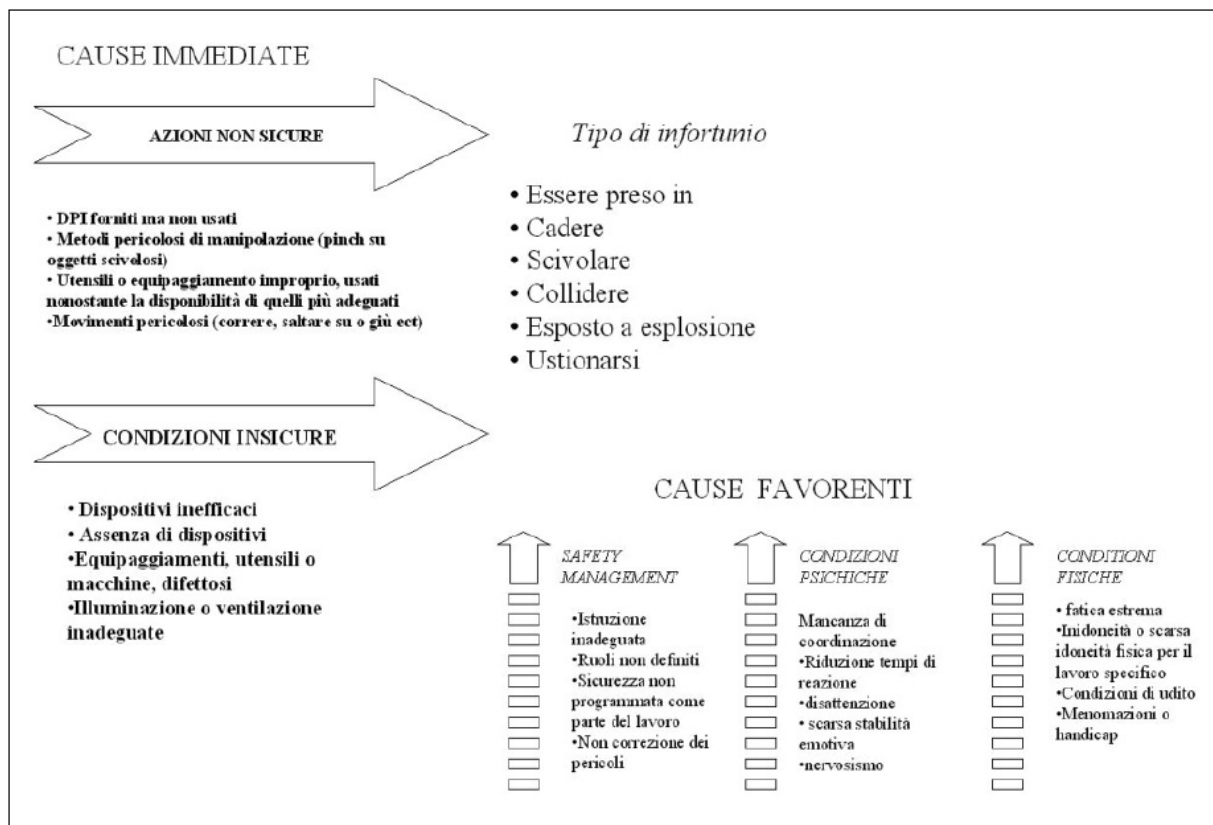 CAUSE IMMEDIATE
AZIONI NON SICURE
• DPI forniti ma non usati
• Metodi pericolosi di manipolazione (pinch su
oggetti scivolosi)
• Utensili o equipaggiamento improprio, usati
nonostante la disponibilità di quelli più adeguati
•Movimenti pericolosi (correre, saltare su o giù ect)
Tipo di infortunio
• Essere preso in
• Cadere
• Scivolare
• Collidere
• Esposto a esplosione
• Ustionarsi
CONDIZIONI INSICURE
• Dispositivi inefficaci
• Assenza di dispositivi
•Equipaggiamenti, utensili o
macchine, difettosi
•Illuminazione o ventilazione
inadeguate
CAUSE FAVORENTI
SAFETY
MANAGEMENT
•Istruzione
inadeguata
•Ruoli non definiti
•Sicurezza non
programmata come
parte del lavoro
•Non correzione dei
pericoli
CONDIZIONI
PSICHICHE
Mancanza di
coordinazione
•Riduzione tempi di
reazione
•disattenzione
• scarsa stabilità
emotiva
•nervosismo
CONDITIONI
FISICHE
• fatica estrema
•Inidoneità o scarsa
idoneità fisica per il
lavoro specifico
•Condizioni di udito
•Menomazioni o
handicap